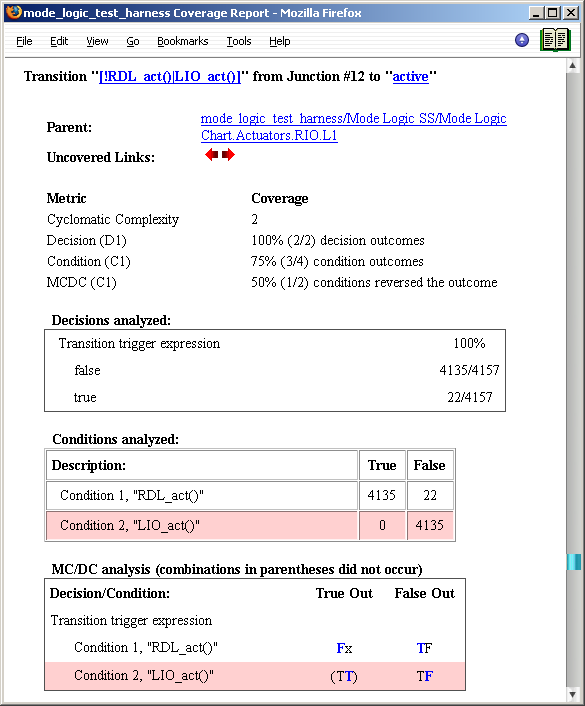 mode_logic_test_harness Coverage Report - Mozilla Firefox
File Edit View Go Bookmarks Tools Help
Transition "[!RDL_act()|LIO_act()]" from Junction #12 to "active"
Parent: mode_logic_test_harness/Mode Logic SS/Mode Logic
Chart.Actuators.RIO.L1
Uncovered Links:
Metric Coverage
Cyclomatic Complexity 2
Decision (D1) 100% (2/2) decision outcomes
Condition (C1) 75% (3/4) condition outcomes
MCDC (C1) 50% (1/2) conditions reversed the outcome
Decisions analyzed:
Transition trigger expression 100%
false 4135/4157
true 22/4157
Conditions analyzed:
Description: True False
Condition 1, "RDL_act()" 4135 22
Condition 2, "LIO_act()" 0 4135
MC/DC analysis (combinations in parentheses did not occur)
Decision/Condition: True Out False Out
Transition trigger expression
Condition 1, "RDL_act()" Fx TF
Condition 2, "LIO_act()" (TT) TF